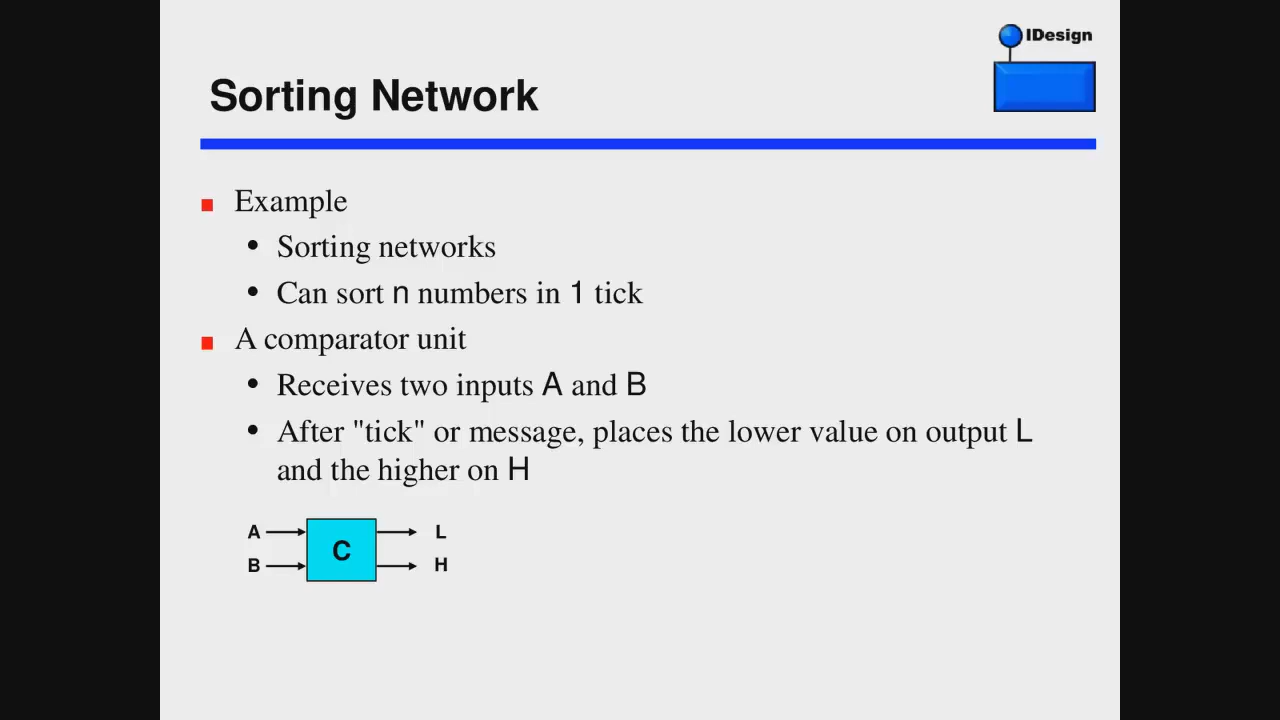 IDesign
Sorting Network
Example
• Sorting networks
• Can sort n numbers in 1 tick
A comparator unit
• Receives two inputs A and B
• After "tick" or message, places the lower value on output L
and the higher on H
A C L
B H